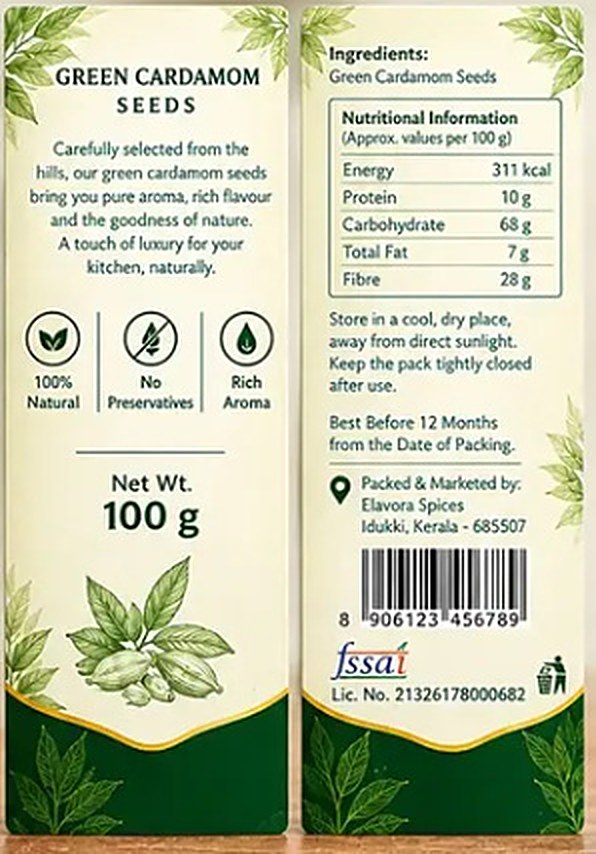 GREEN CARDAMOM
SEEDS
Carefully selected from the
hills, our green cardamom seeds
bring you pure aroma, rich flavour
and the goodness of nature.
A touch of luxury for your
kitchen, naturally.
100%
Natural
No
Preservatives
Rich
Aroma
Net Wt.
100 g
Ingredients:
Green Cardamom Seeds
Nutritional Information
(Approx. values per 100 g)
Energy 311 kcal
Protein 10 g
Carbohydrate 68 g
Total Fat 7 g
Fibre 28 g
Store in a cool, dry place,
away from direct sunlight.
Keep the pack tightly closed
after use.
Best Before 12 Months
from the Date of Packing.
Packed & Marketed by:
Elavora Spices
Idukki, Kerala - 685507
8 906123 456789
fssai
Lic. No. 21326178000682